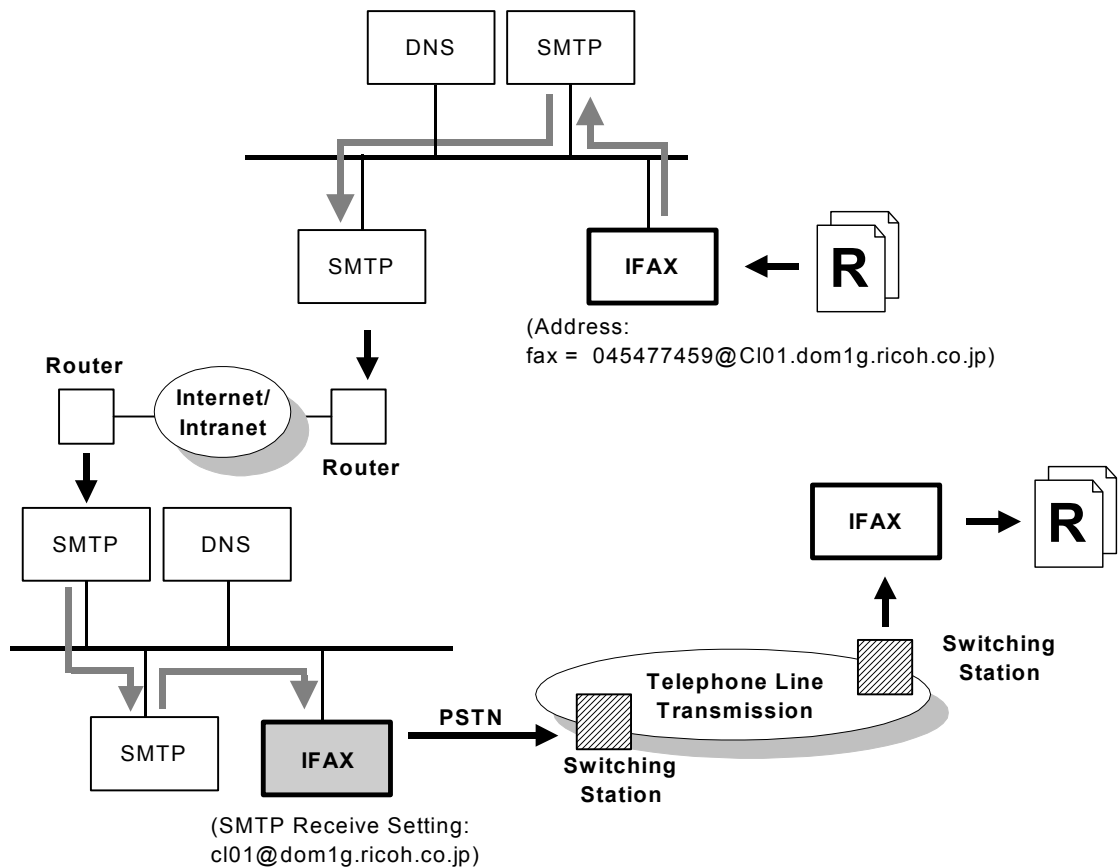 DNS
SMTP
SMTP
IFAX
R
(Address:
fax = 045477459@Cl01.dom1g.ricoh.co.jp)
Router
Internet/
Intranet
Router
SMTP
DNS
IFAX
R
Switching
Station
Telephone Line
Transmission
PSTN
SMTP
IFAX
Switching
Station
(SMTP Receive Setting:
cl01@dom1g.ricoh.co.jp)